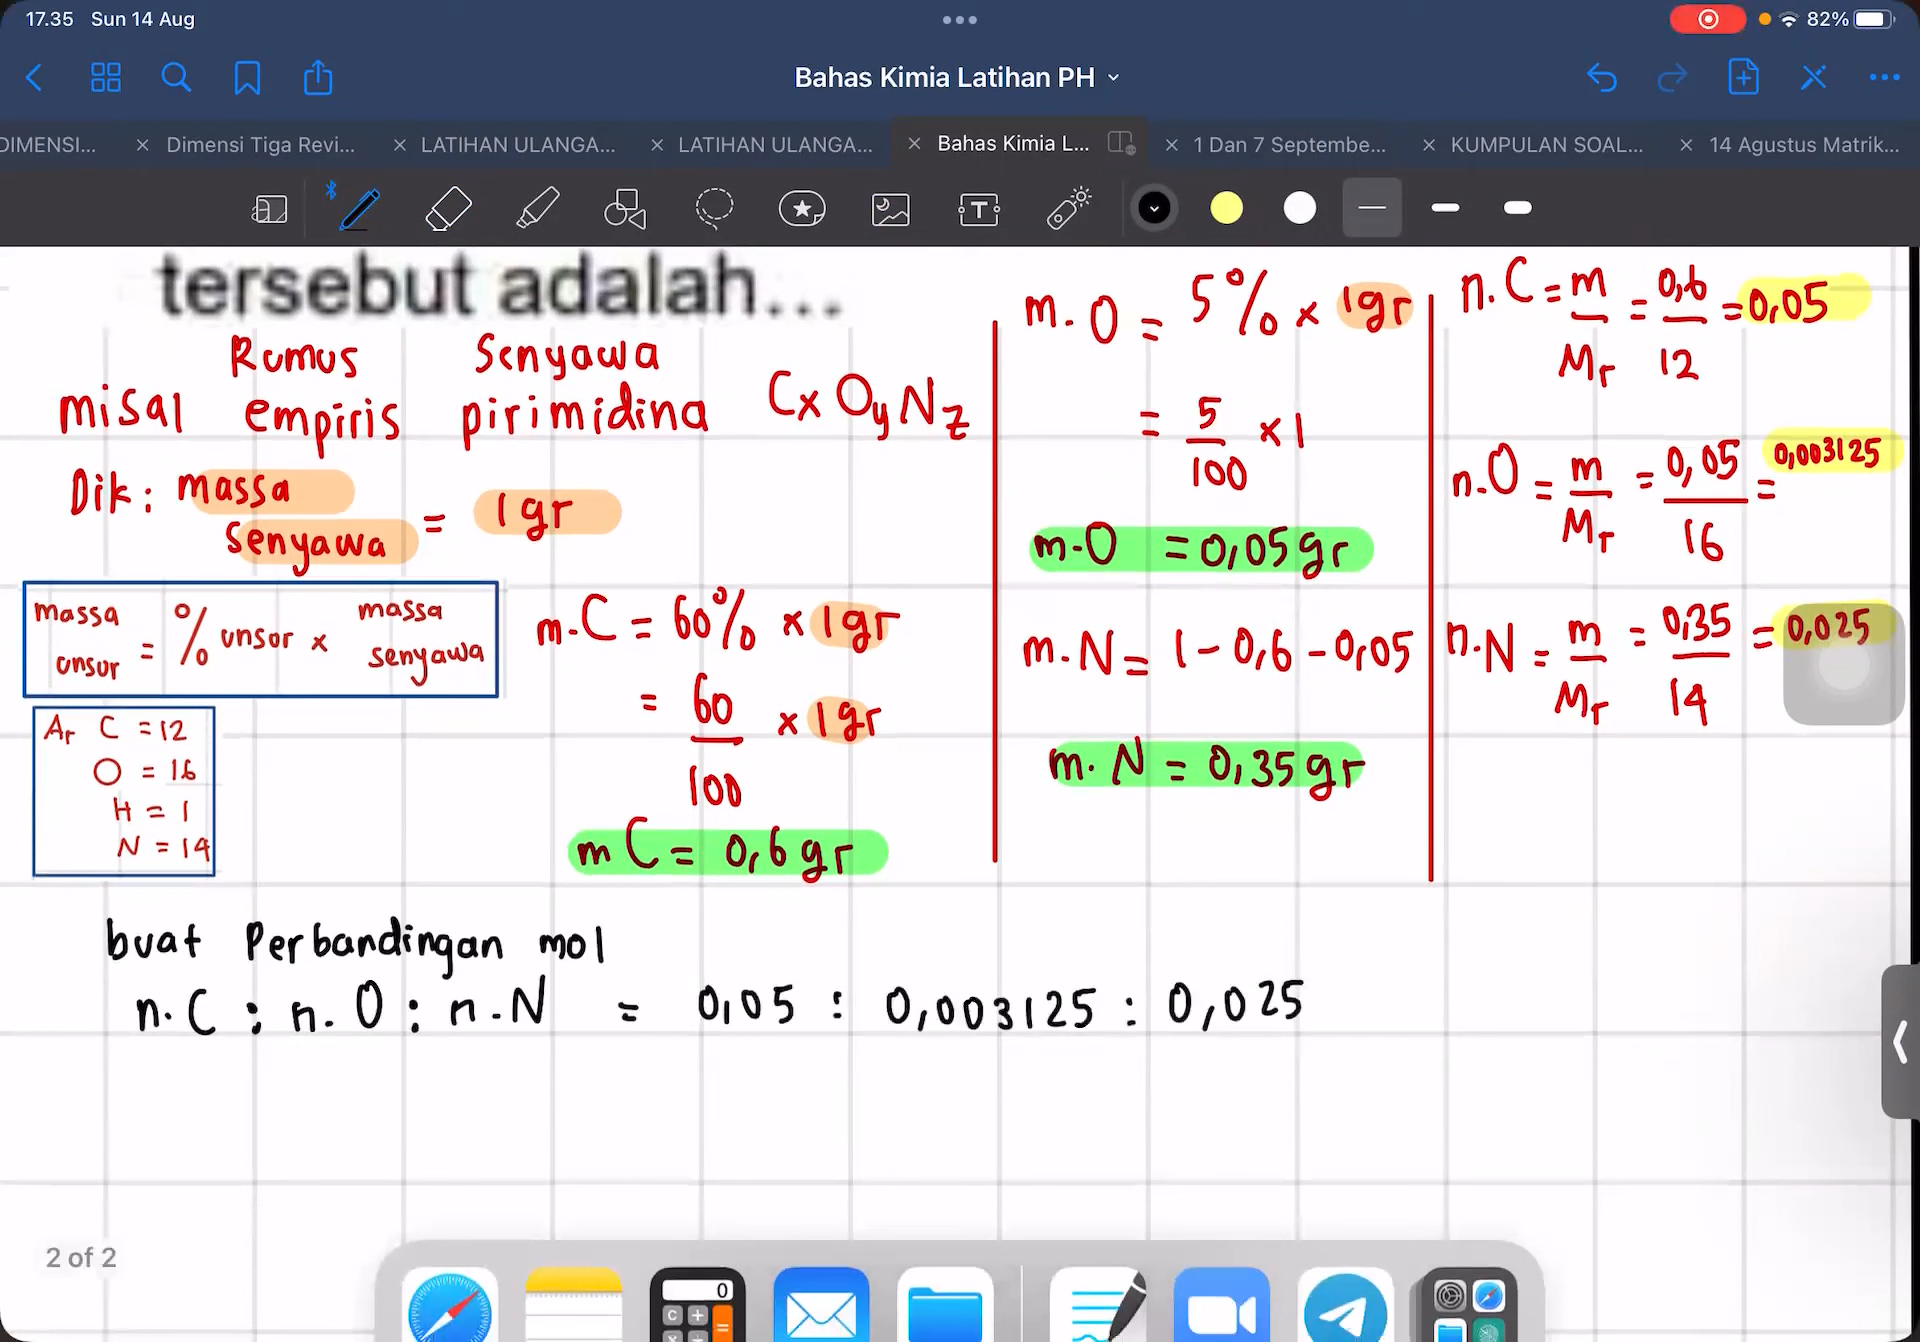 17.35 Sun 14 Aug
82%
Bahas Kimia Latihan PH
DIMENSI...
Dimensi Tiga Revi...
LATIHAN ULANGA...
LATIHAN ULANGA...
Bahas Kimia L...
1 Dan 7 Septembe...
KUMPULAN SOAL...
14 Agustus Matrik...
tersebut adalah...
misal Rumus empiris Senyawa pirimidina CxOyNz
Dik: massa senyawa = 1gr
massa unsur = % unsur x massa senyawa
Ar C = 12
O = 16
H = 1
N = 14
m.C = 60% x 1gr
= 60/100 x 1gr
m C = 0,6 gr
m.O = 5% x 1gr
= 5/100 x 1
m.O = 0,05gr
m.N = 1 - 0,6 - 0,05
m.N = 0,35gr
n.C = m/Mr = 0,6/12 = 0,05
n.O = m/Mr = 0,05/16 = 0,003125
n.N = m/Mr = 0,35/14 = 0,025
buat Perbandingan mol
n.C : n.O : n.N = 0,05 : 0,003125 : 0,025
2 of 2
0